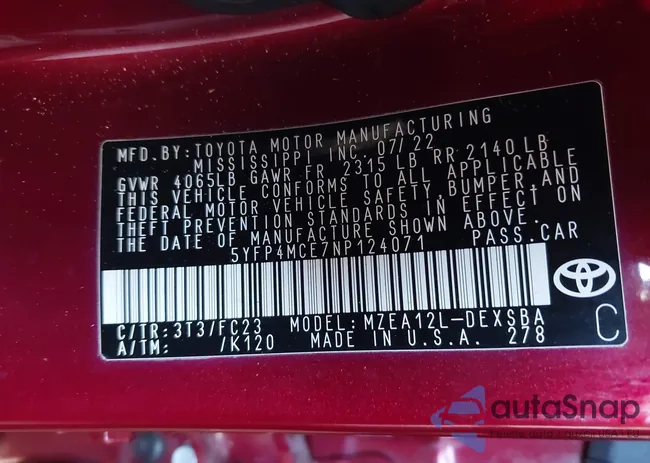 MFD.BY:TOYOTA MOTOR MANUFACTURING
MISSISSIPPI INC. 07/22
GVWR 4065LB GAWR FR 2315 LB RR 2140 LB
THIS VEHICLE CONFORMS TO ALL APPLICABLE
FEDERAL MOTOR VEHICLE SAFETY, BUMPER, AND
THEFT PREVENTION STANDARDS IN EFFECT ON
THE DATE OF MANUFACTURE SHOWN ABOVE.
5YFP4MCE7NP124071 PASS.CAR
C/TR: 3T3/FC23 MODEL: MZEA12L-DEXSBA
A/TM: /K120 MADE IN U.S.A. 278
C
autaSnap